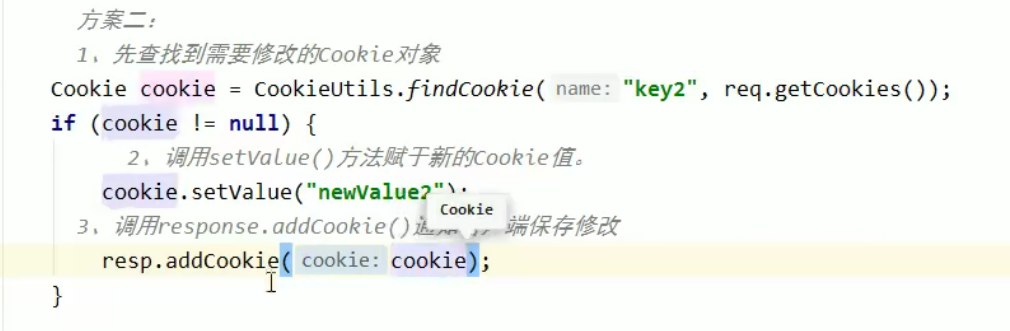 方案二：
1、先查找到需要修改的Cookie对象
Cookie cookie = CookieUtils.findCookie( name: "key2", req.getCookies());
if (cookie != null) {
2、调用setValue()方法赋于新的Cookie值。
cookie.setValue("newValue2");
Cookie
3、调用response.addCookie()通知 户端保存修改
resp.addCookie( cookie: cookie);
}